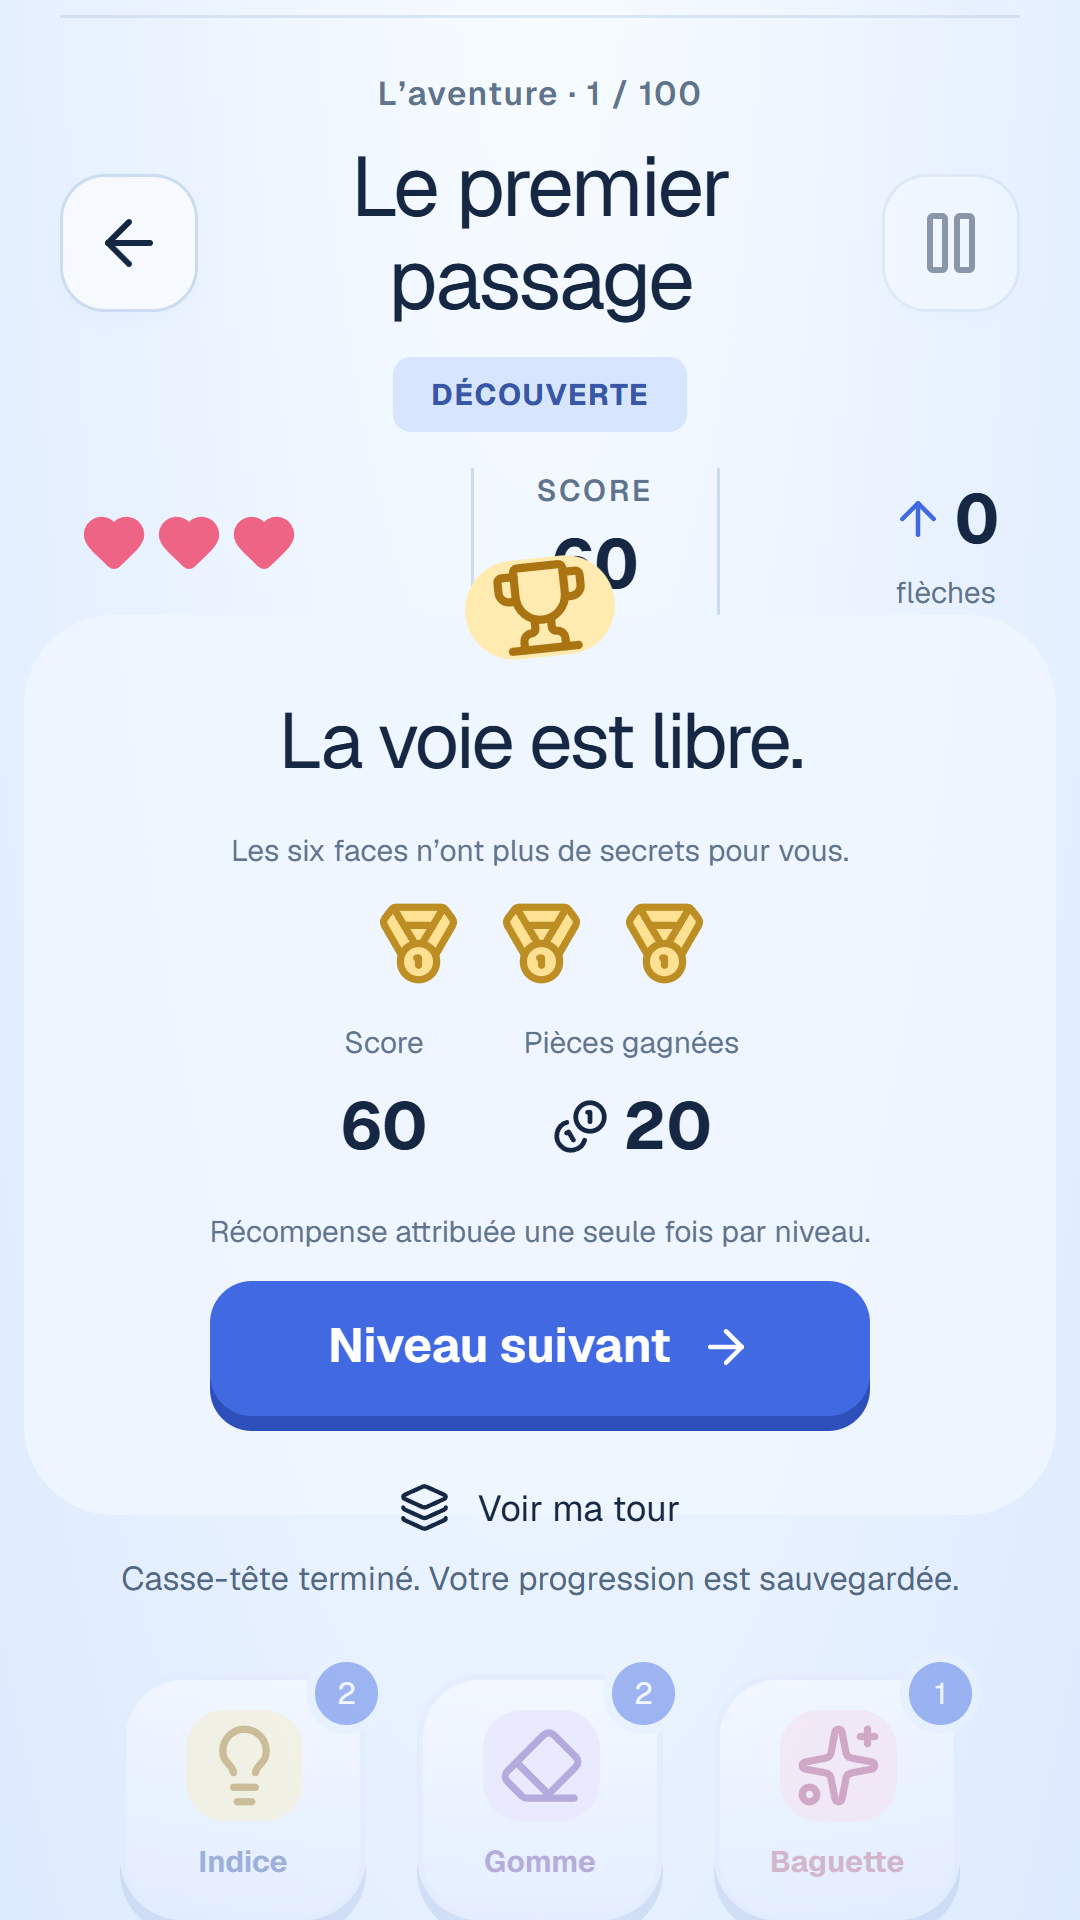 L’aventure · 1 / 100
Le premier
passage
DÉCOUVERTE
SCORE
60
0
flèches
La voie est libre.
Les six faces n’ont plus de secrets pour vous.
Score
Pièces gagnées
60
20
Récompense attribuée une seule fois par niveau.
Niveau suivant
Voir ma tour
Casse-tête terminé. Votre progression est sauvegardée.
2
2
1
Indice
Gomme
Baguette